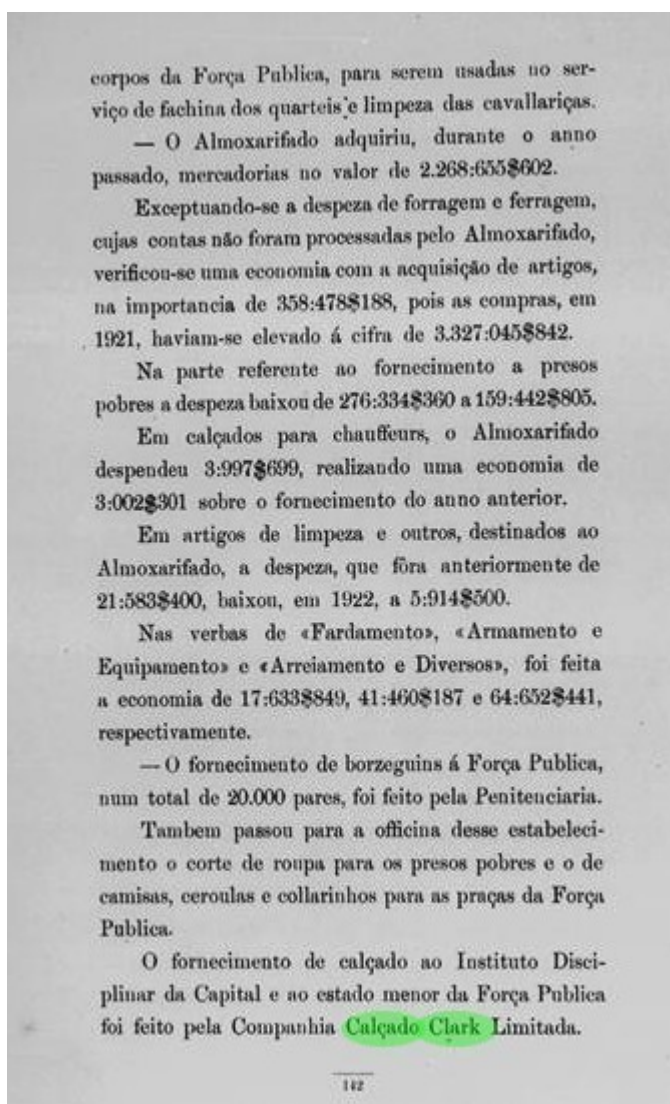 corpos da Força Publica, para serem usadas no ser-
viço de fachina dos quarteis e limpeza das cavallariças.
— O Almoxarifado adquiriu, durante o anno
passado, mercadorias no valor de 2.268:655$602.
Exceptuando-se a despeza de forragem e ferragem,
cujas contas não foram processadas pelo Almoxarifado,
verificou-se uma economia com a acquisição de artigos,
na importancia de 358:478$188, pois as compras, em
1921, haviam-se elevado á cifra de 3.327:045$842.
Na parte referente ao fornecimento a presos
pobres a despeza baixou de 276:334$360 a 159:442$805.
Em calçados para chauffeurs, o Almoxarifado
despendeu 3:997$699, realizando uma economia de
3:002$301 sobre o fornecimento do anno anterior.
Em artigos de limpeza e outros, destinados ao
Almoxarifado, a despeza, que fôra anteriormente de
21:583$400, baixou, em 1922, a 5:914$500.
Nas verbas de «Fardamento», «Armamento e
Equipamento» e «Arreiamento e Diversos», foi feita
a economia de 17:633$849, 41:460$187 e 64:652$441,
respectivamente.
— O fornecimento de borzeguins á Força Publica,
num total de 20.000 pares, foi feito pela Penitenciaria.
Tambem passou para a officina desse estabeleci-
mento o corte de roupa para os presos pobres e o de
camisas, ceroulas e collarinhos para as praças da Força
Publica.
O fornecimento de calçado ao Instituto Disci-
plinar da Capital e ao estado menor da Força Publica
foi feito pela Companhia Calçado Clark Limitada.
142